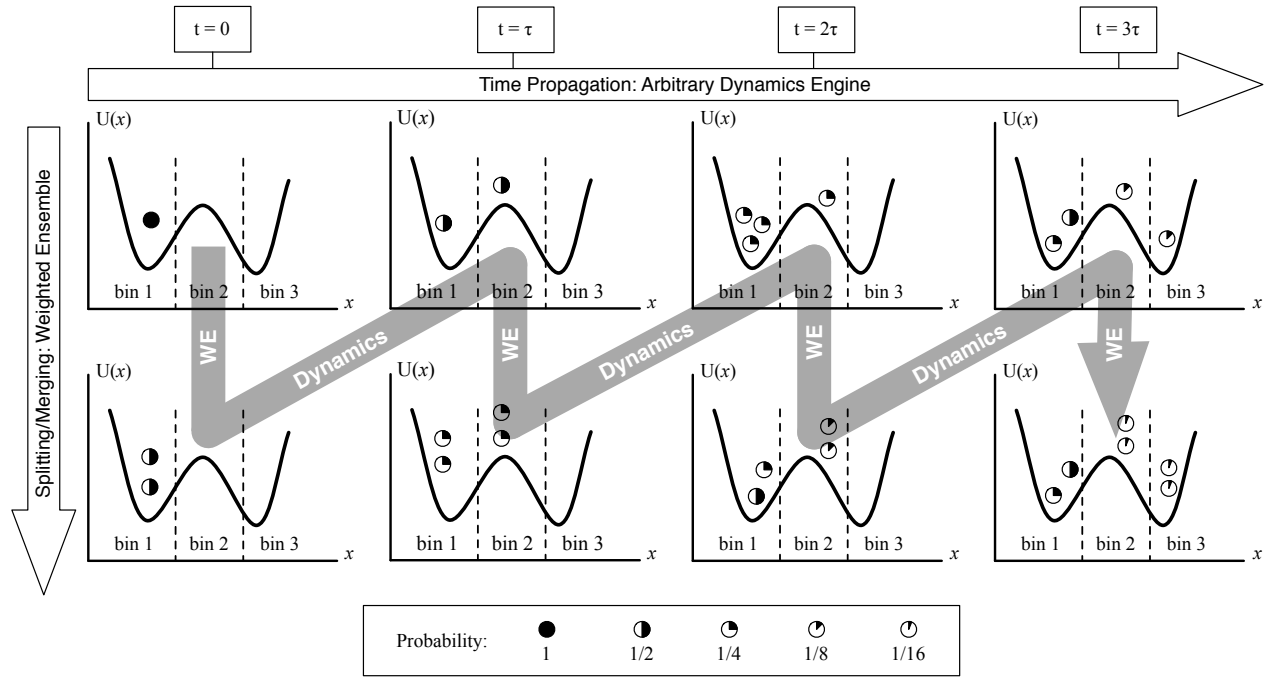 t = 0
t = τ
t = 2τ
t = 3τ
Time Propagation: Arbitrary Dynamics Engine
Splitting/Merging: Weighted Ensemble
U(x)
bin 1 bin 2 bin 3 x
U(x)
bin 1 bin 2 bin 3 x
U(x)
bin 1 bin 2 bin 3 x
U(x)
bin 1 bin 2 bin 3 x
WE
Dynamics
WE
Dynamics
WE
Dynamics
WE
U(x)
bin 1 bin 2 bin 3 x
U(x)
bin 1 bin 2 bin 3 x
U(x)
bin 1 bin 2 bin 3 x
U(x)
bin 1 bin 2 bin 3 x
Probability:
1 1/2 1/4 1/8 1/16